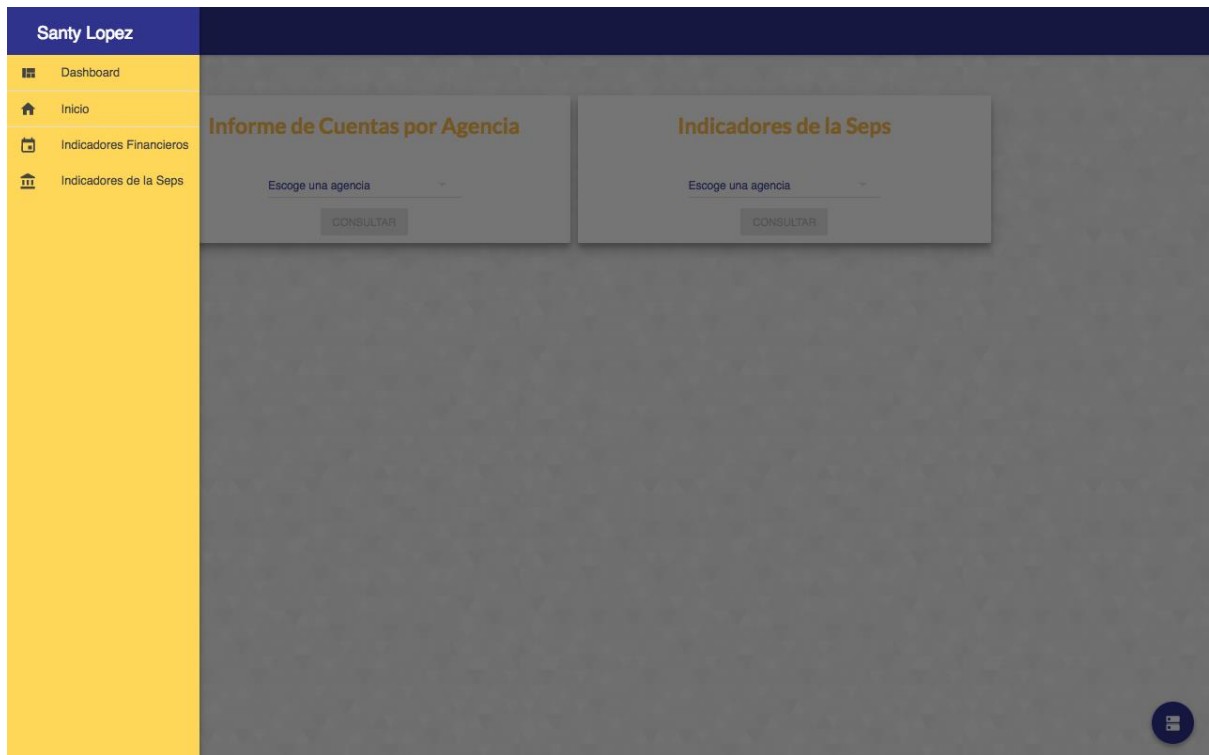 Santy Lopez
Dashboard
Inicio
Indicadores Financieros
Indicadores de la Seps
Informe de Cuentas por Agencia
Escoge una agencia
CONSULTAR
Indicadores de la Seps
Escoge una agencia
CONSULTAR